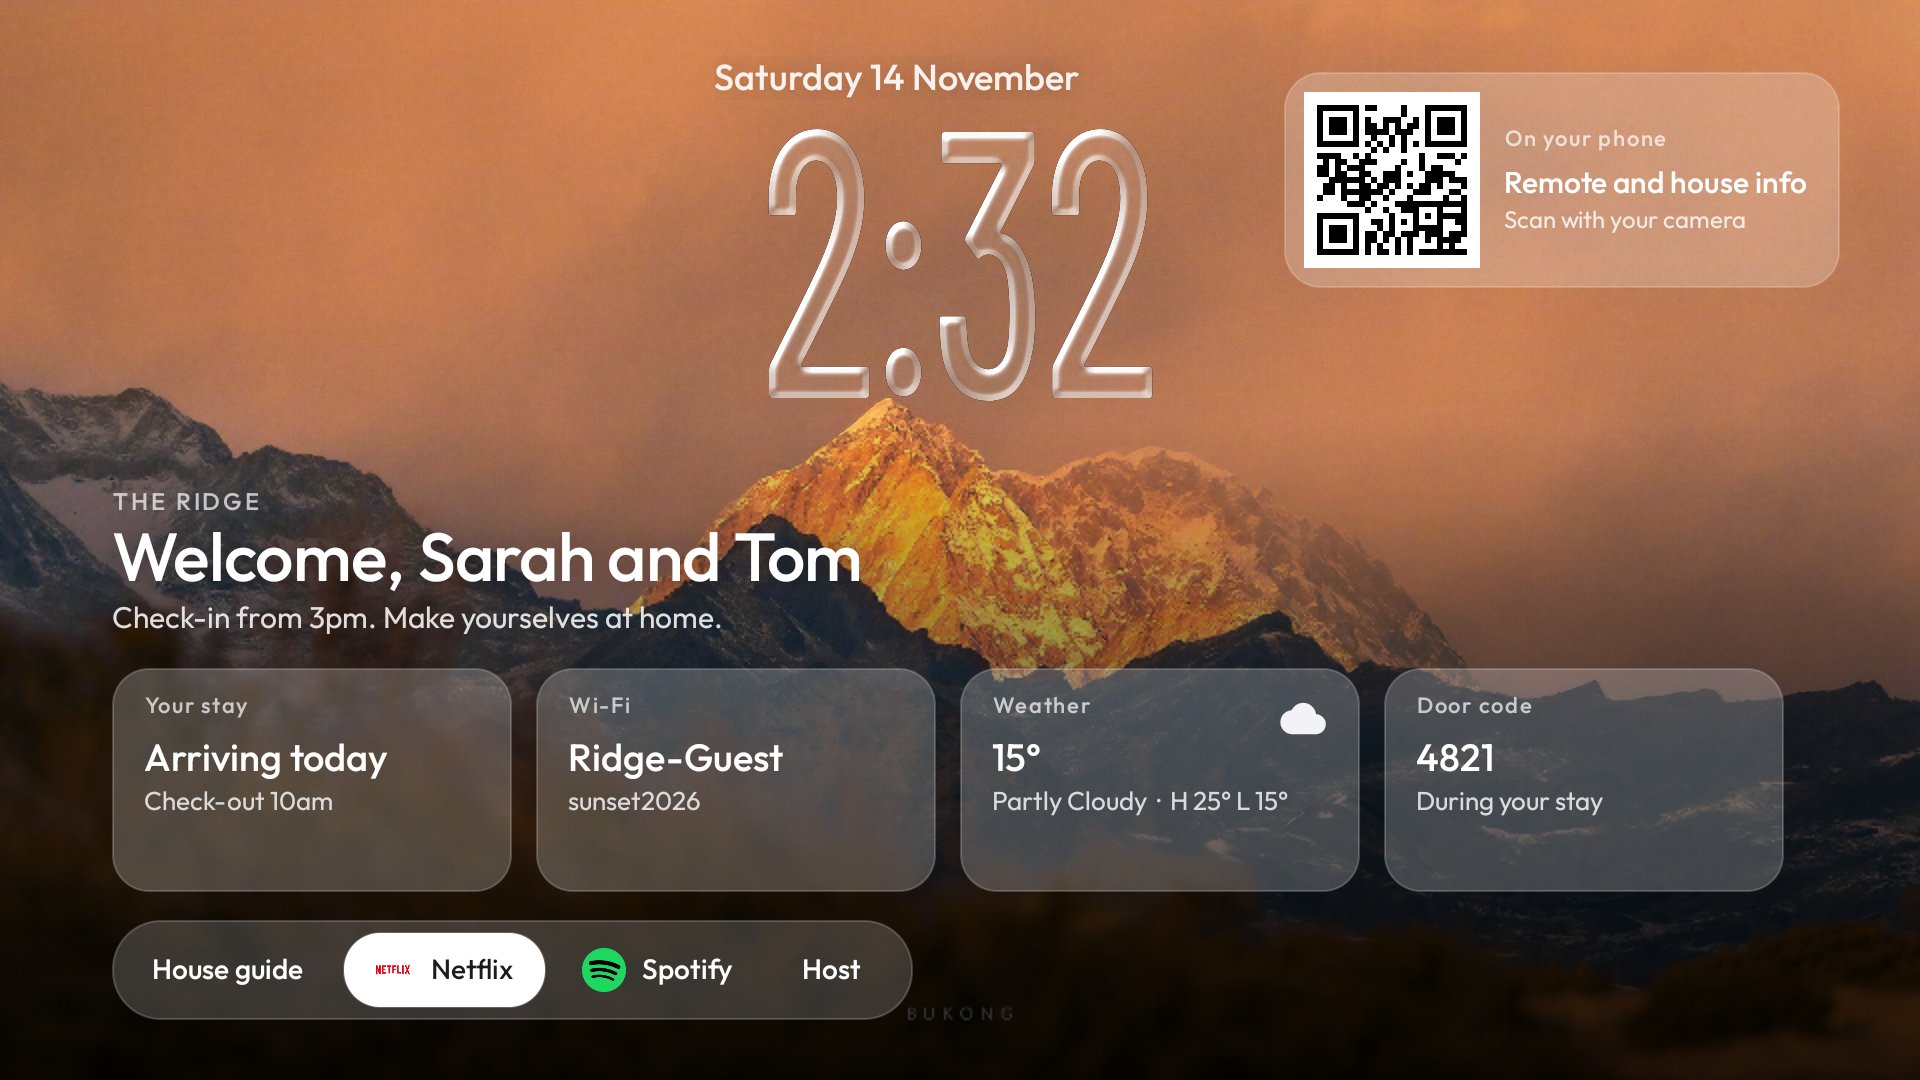 Saturday 14 November
2:32
On your phone
Remote and house info
Scan with your camera
THE RIDGE
Welcome, Sarah and Tom
Check-in from 3pm. Make yourselves at home.
Your stay
Arriving today
Check-out 10am
Wi-Fi
Ridge-Guest
sunset2026
Weather
15°
Partly Cloudy · H 25° L 15°
Door code
4821
During your stay
House guide
NETFLIX Netflix
Spotify
Host
BUKONG